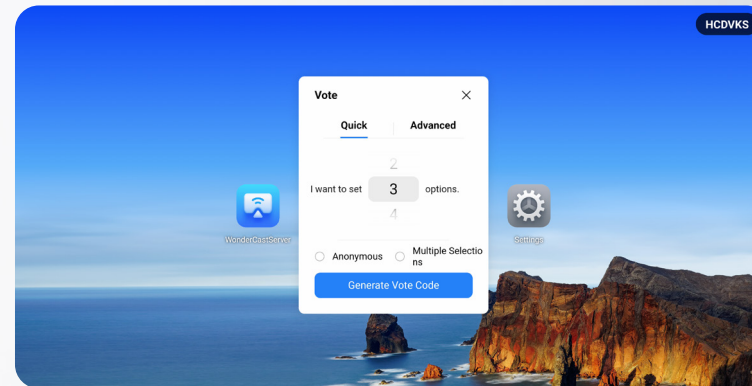 HCDVKS
Vote
Quick
Advanced
2
I want to set 3 options.
4
WonderCastServer
Settings
Anonymous
Multiple Selectio
ns
Generate Vote Code